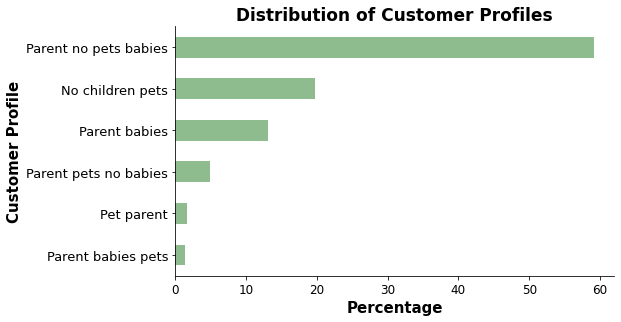 Distribution of Customer Profiles
Customer Profile
Parent no pets babies
No children pets
Parent babies
Parent pets no babies
Pet parent
Parent babies pets
0 10 20 30 40 50 60
Percentage